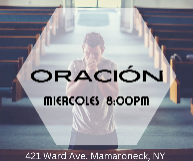 ORACIÓN
MIERCOLES 8:00PM
421 Ward Ave. Mamaroneck, NY